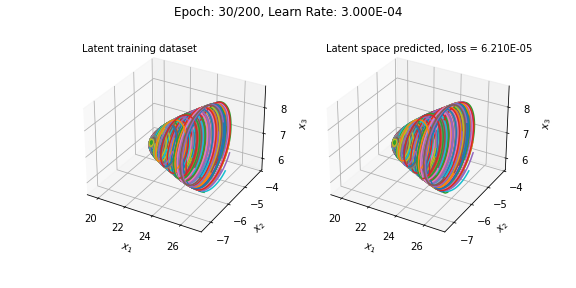 Epoch: 30/200, Learn Rate: 3.000E-04
Latent training dataset
Latent space predicted, loss = 6.210E-05
8
7
6
x₃
−4
−5
−6
−7
x₂
20
22
24
26
x₁
8
7
6
x₃
−4
−5
−6
−7
x₂
20
22
24
26
x₁